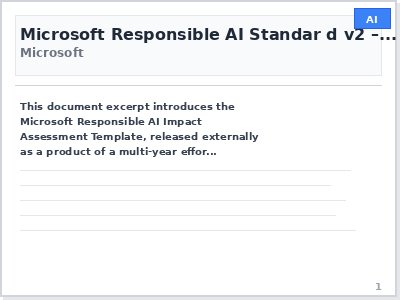 Microsoft Responsible AI Standar d v2 –...
AI
Microsoft
This document excerpt introduces the
Microsoft Responsible AI Impact
Assessment Template, released externally
as a product of a multi-year effor...
1